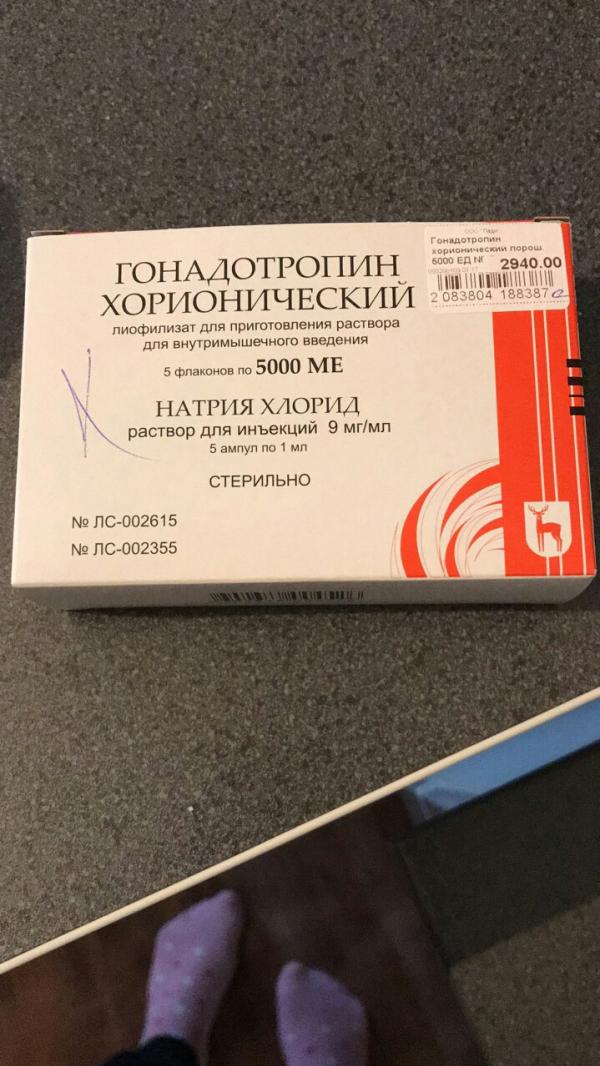 ГОНАДОТРОПИН
ХОРИОНИЧЕСКИЙ
лиофилизат для приготовления раствора
для внутримышечного введения
5 флаконов по 5000 МЕ
НАТРИЯ ХЛОРИД
раствор для инъекций 9 мг/мл
5 ампул по 1 мл
СТЕРИЛЬНО
№ ЛС-002615
№ ЛС-002355
ООО
Гонадотропин
хорионический порош.
5000 ЕД
2940.00
2 083804 188387